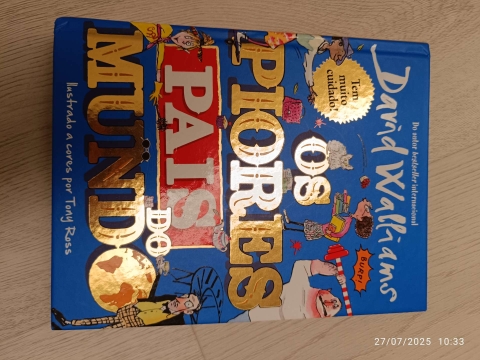 Do autor bestseller internacional
David Walliams
Tem
muito
cuidado!
OS
PIORES
PAIS
DO
MUNDO
BURP!
Ilustrado a cores por Tony Ross
27/07/2025 10:33